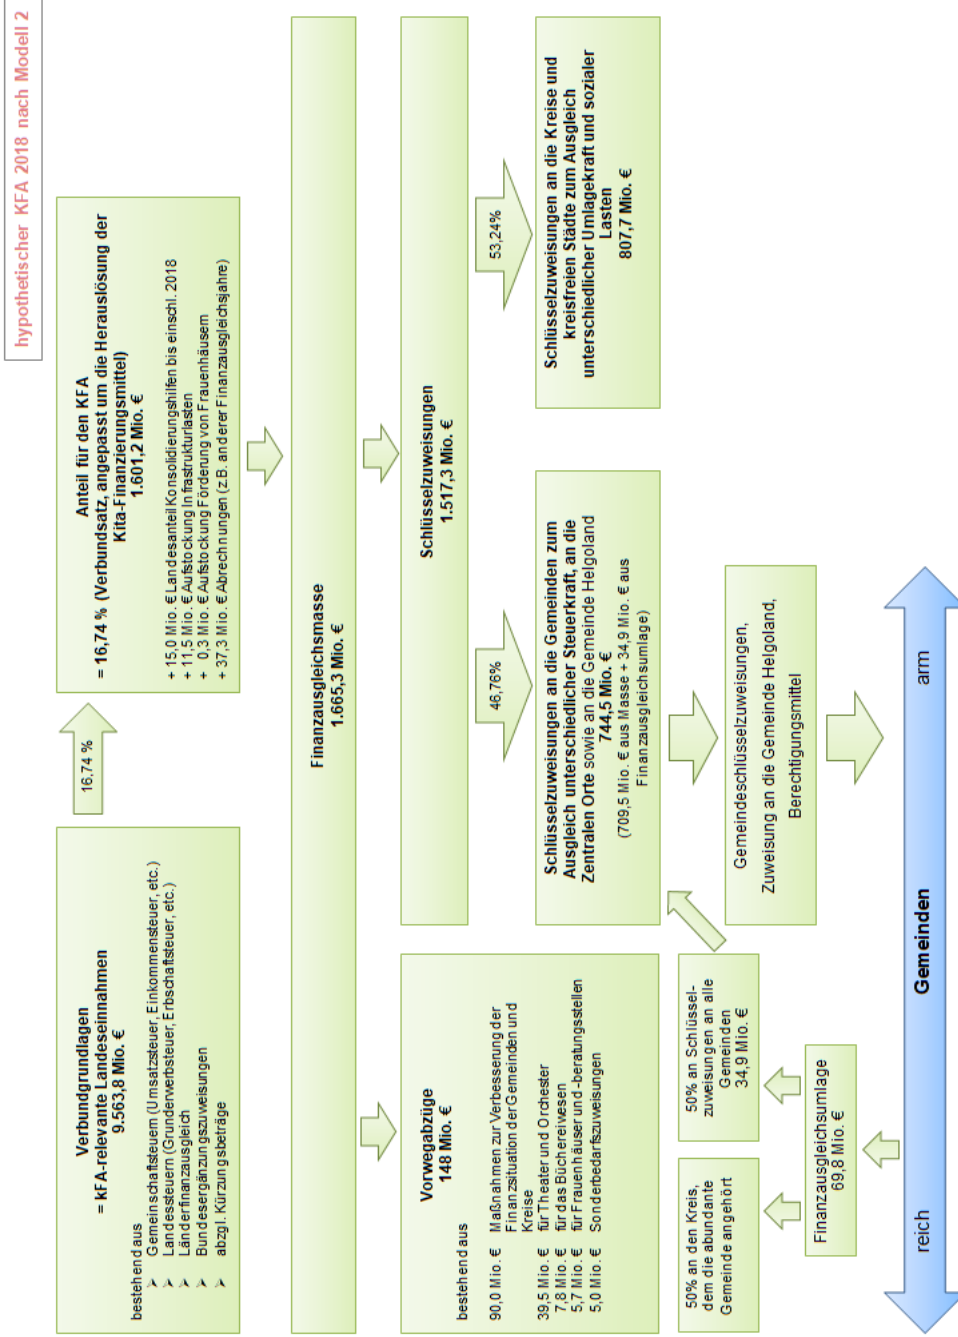 hypothetischer KFA 2018 nach Modell 2
Verbundgrundlagen
= kFA-relevante Landeseinnahmen
9.563,8 Mio. €
bestehend aus
➢ Gemeinschaftsteuern (Umsatzsteuer, Einkommensteuer, etc.)
➢ Landessteuern (Grunderwerbsteuer, Erbschaftsteuer, etc.)
➢ Länderfinanzausgleich
➢ Bundesergänzungszuweisungen
➢ abzgl. Kürzungsbeträge
16,74 %
Anteil für den KFA
= 16,74 % (Verbundsatz, angepasst um die Herauslösung der
Kita-Finanzierungsmittel)
1.601,2 Mio. €
+ 15,0 Mio. € Landesanteil Konsolidierungshilfen bis einschl. 2018
+ 11,5 Mio. € Aufstockung Infrastrukturlasten
+ 0,3 Mio. € Aufstockung Förderung von Frauenhäusern
+ 37,3 Mio. € Abrechnungen (z.B. anderer Finanzausgleichsjahre)
Finanzausgleichsmasse
1.665,3 Mio. €
Vorwegabzüge
148 Mio. €
bestehend aus
90,0 Mio. € Maßnahmen zur Verbesserung der
Finanzsituation der Gemeinden und
Kreise
39,5 Mio. € für Theater und Orchester
7,8 Mio. € für das Büchereiwesen
5,7 Mio. € für Frauenhäuser und -beratungsstellen
5,0 Mio. € Sonderbedarfszuweisungen
Schlüsselzuweisungen
1.517,3 Mio. €
46,76%
53,24%
Schlüsselzuweisungen an die Gemeinden zum
Ausgleich unterschiedlicher Steuerkraft, an die
Zentralen Orte sowie an die Gemeinde Helgoland
744,5 Mio. €
(709,5 Mio. € aus Masse + 34,9 Mio. € aus
Finanzausgleichsumlage)
Schlüsselzuweisungen an die Kreise und
kreisfreien Städte zum Ausgleich
unterschiedlicher Umlagekraft und sozialer
Lasten
807,7 Mio. €
50% an den Kreis,
dem die abundante
Gemeinde angehört
50% an Schlüssel-
zuweisungen an alle
Gemeinden
34,9 Mio. €
Gemeindeschlüsselzuweisungen,
Zuweisung an die Gemeinde Helgoland,
Berechtigungsmittel
Finanzausgleichsumlage
69,8 Mio. €
reich
Gemeinden
arm